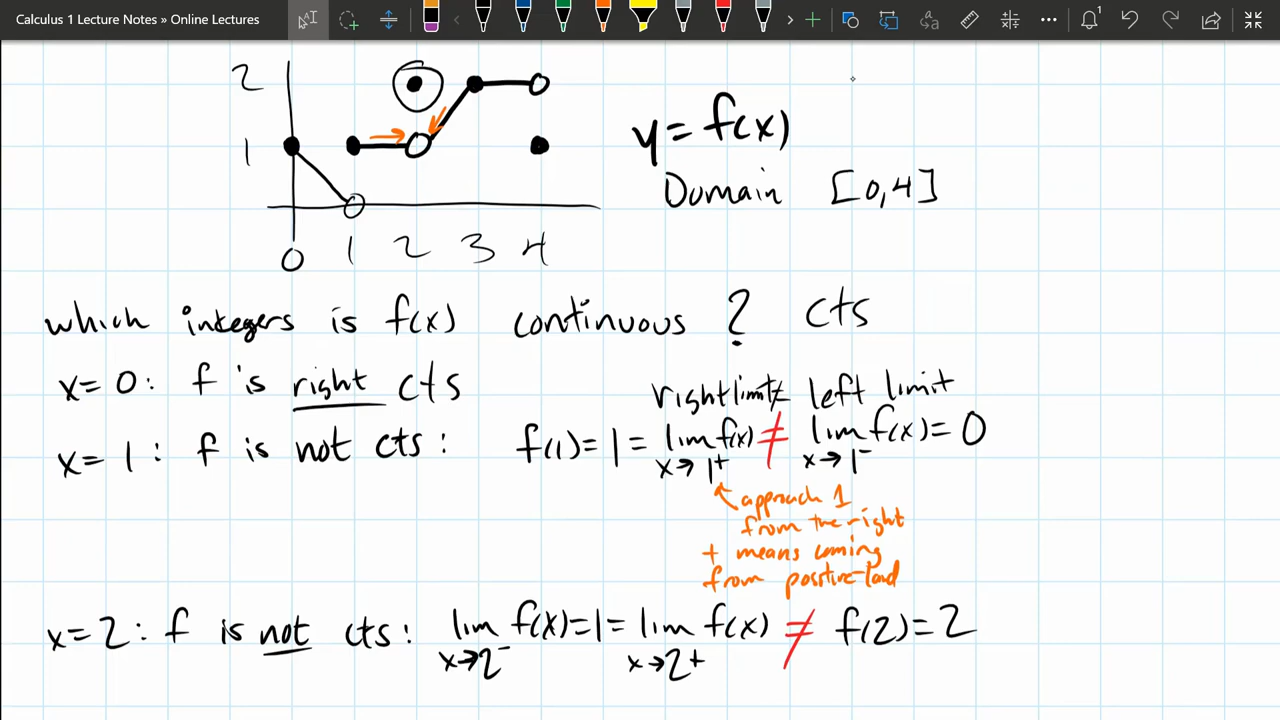 Calculus 1 Lecture Notes » Online Lectures
2
1
0 1 2 3 4
y = f(x)
Domain [0,4]
which integers is f(x) continuous ? cts
x = 0 : f is right cts
right limit ≠ left limit
x = 1 : f is not cts : f(1) = 1 = lim f(x) ≠ lim f(x) = 0
x → 1⁺ x → 1⁻
approach 1
from the right
+ means coming
from positive-land
x = 2 : f is not cts : lim f(x) = 1 = lim f(x) ≠ f(2) = 2
x → 2⁻ x → 2⁺